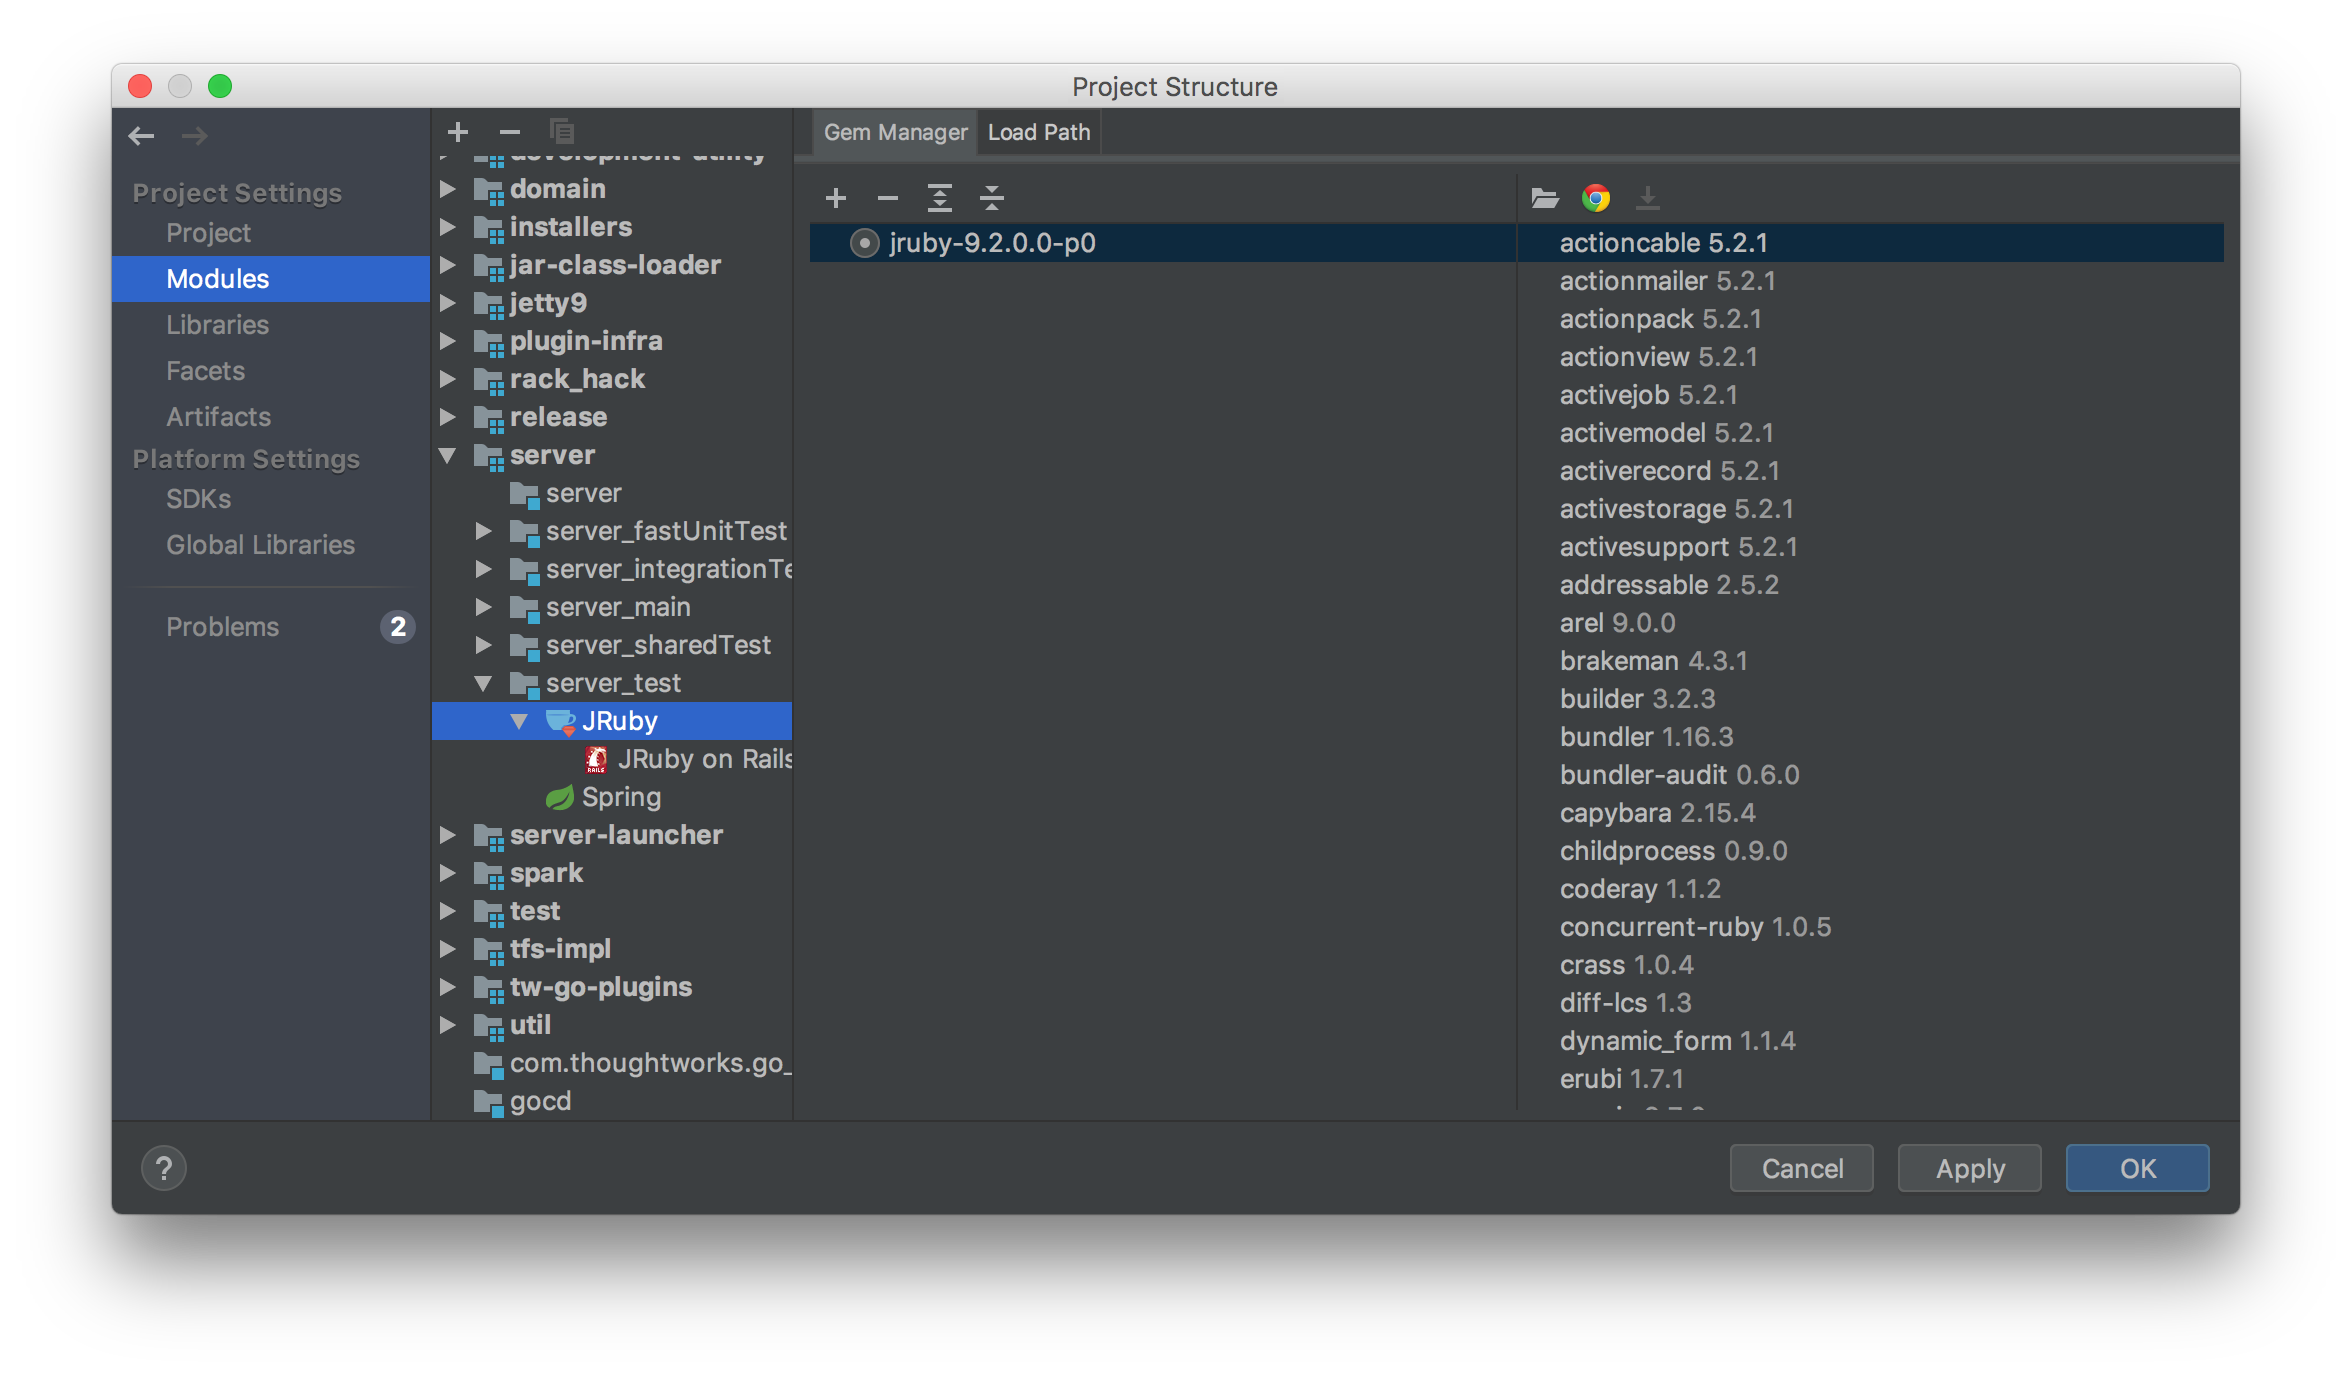 Project Structure
Project Settings
Project
Modules
Libraries
Facets
Artifacts
Platform Settings
SDKs
Global Libraries
Problems 2
development-utility
domain
installers
jar-class-loader
jetty9
plugin-infra
rack_hack
release
server
server
server_fastUnitTest
server_integrationTe
server_main
server_sharedTest
server_test
JRuby
RAILS JRuby on Rails
Spring
server-launcher
spark
test
tfs-impl
tw-go-plugins
util
com.thoughtworks.go_
gocd
Gem Manager Load Path
jruby-9.2.0.0-p0
actioncable 5.2.1
actionmailer 5.2.1
actionpack 5.2.1
actionview 5.2.1
activejob 5.2.1
activemodel 5.2.1
activerecord 5.2.1
activestorage 5.2.1
activesupport 5.2.1
addressable 2.5.2
arel 9.0.0
brakeman 4.3.1
builder 3.2.3
bundler 1.16.3
bundler-audit 0.6.0
capybara 2.15.4
childprocess 0.9.0
coderay 1.1.2
concurrent-ruby 1.0.5
crass 1.0.4
diff-lcs 1.3
dynamic_form 1.1.4
erubi 1.7.1
? Cancel Apply OK